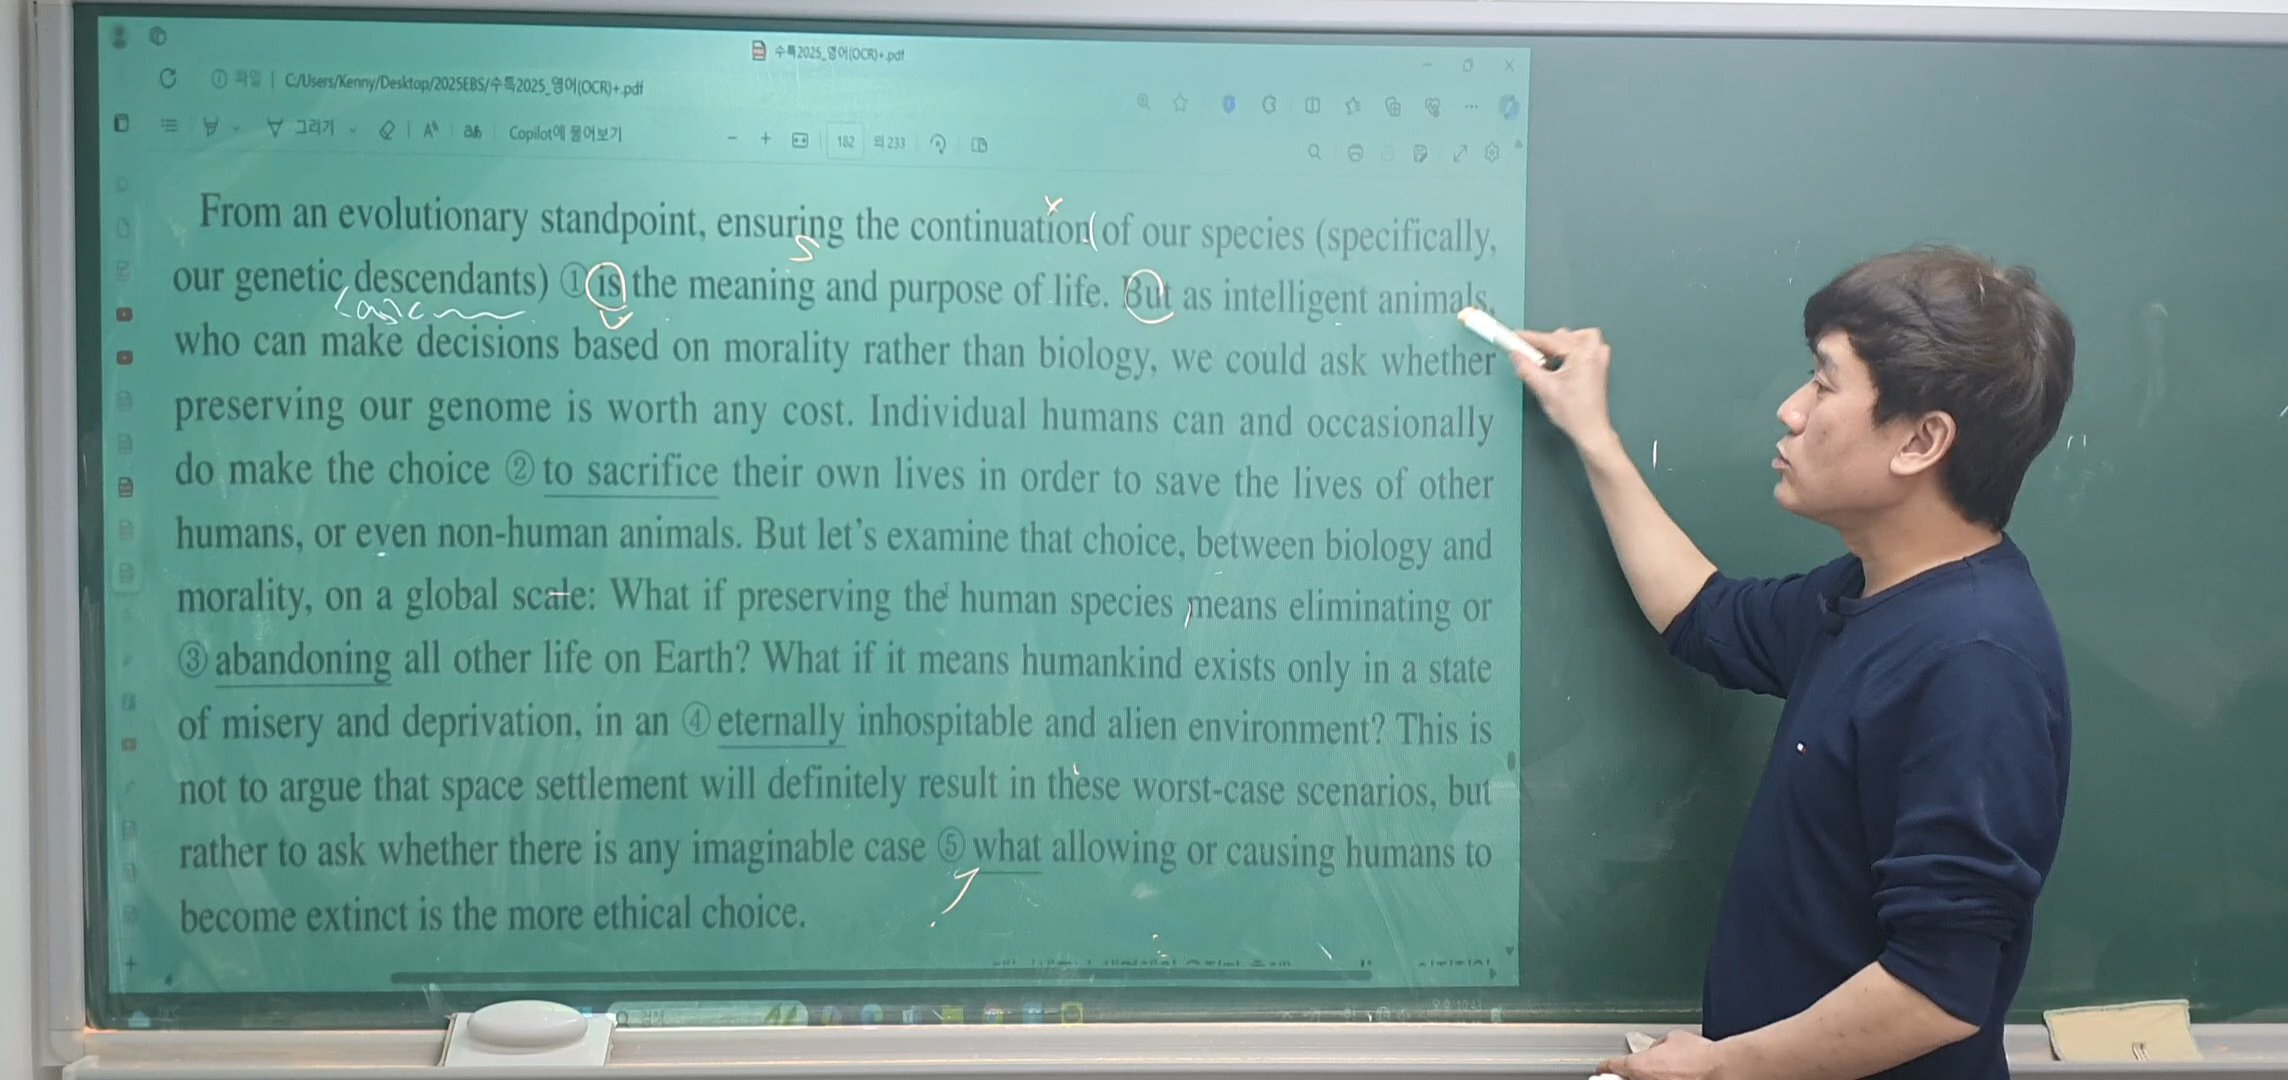 수특2025_영어(OCR)+.pdf
파일 | C:/Users/Kenny/Desktop/2025EBS/수특2025_영어(OCR)+.pdf
그리기 Copilot에 물어보기 182 의 233
From an evolutionary standpoint, ensuring the continuation of our species (specifically,
our genetic descendants) ① is the meaning and purpose of life. But as intelligent animals,
who can make decisions based on morality rather than biology, we could ask whether
preserving our genome is worth any cost. Individual humans can and occasionally
do make the choice ② to sacrifice their own lives in order to save the lives of other
humans, or even non-human animals. But let's examine that choice, between biology and
morality, on a global scale: What if preserving the human species means eliminating or
③ abandoning all other life on Earth? What if it means humankind exists only in a state
of misery and deprivation, in an ④ eternally inhospitable and alien environment? This is
not to argue that space settlement will definitely result in these worst-case scenarios, but
rather to ask whether there is any imaginable case ⑤ what allowing or causing humans to
become extinct is the more ethical choice.